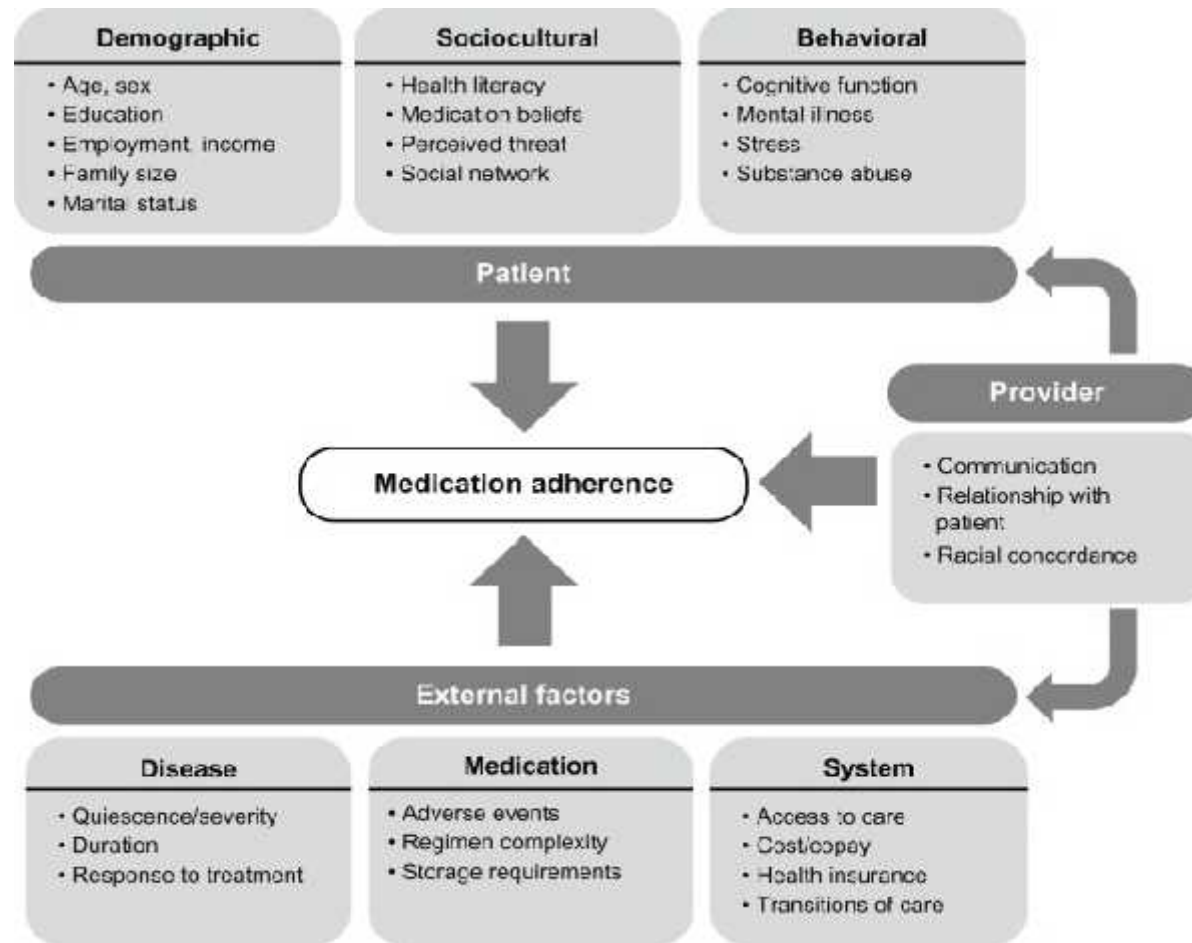 Demographic
• Age, sex
• Education
• Employment, income
• Family size
• Marital status
Sociocultural
• Health literacy
• Medication beliefs
• Perceived threat
• Social network
Behavioral
• Cognitive function
• Mental illness
• Stress
• Substance abuse
Patient
Provider
• Communication
• Relationship with
patient
• Racial concordance
Medication adherence
External factors
Disease
• Quiescence/severity
• Duration
• Response to treatment
Medication
• Adverse events
• Regimen complexity
• Storage requirements
System
• Access to care
• Cost/copay
• Health insurance
• Transitions of care